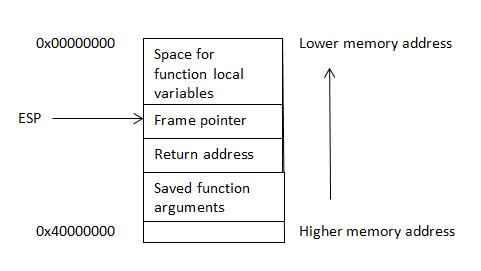 0x00000000
Space for
function local
variables
Lower memory address
ESP
Frame pointer
Return address
Saved function
arguments
0x40000000
Higher memory address